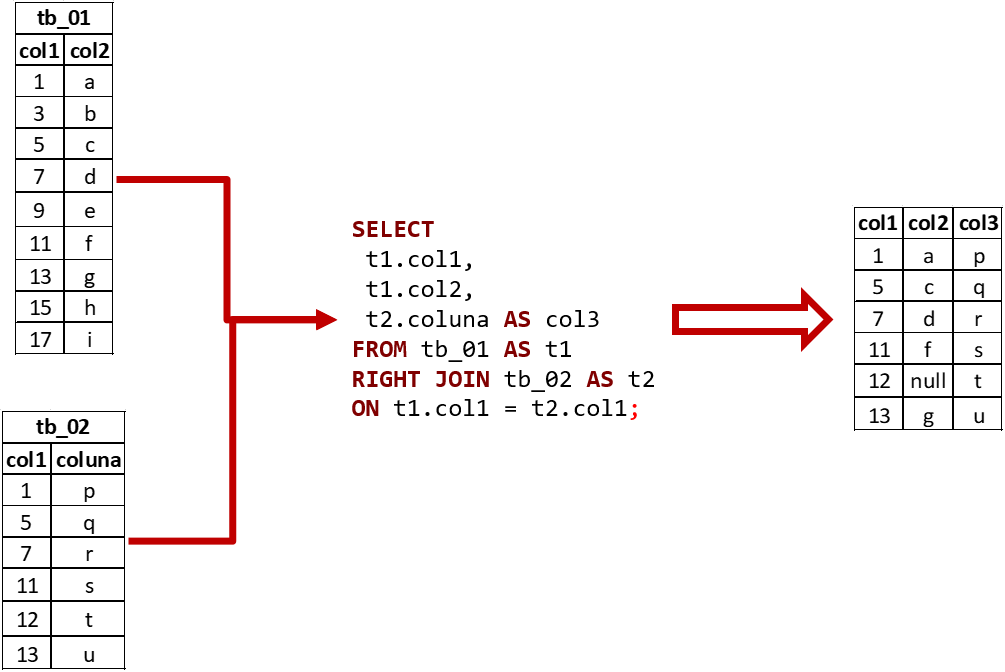 tb_01
col1 col2
1 a
3 b
5 c
7 d
9 e
11 f
13 g
15 h
17 i
tb_02
col1 coluna
1 p
5 q
7 r
11 s
12 t
13 u
SELECT
t1.col1,
t1.col2,
t2.coluna AS col3
FROM tb_01 AS t1
RIGHT JOIN tb_02 AS t2
ON t1.col1 = t2.col1;
col1 col2 col3
1 a p
5 c q
7 d r
11 f s
12 null t
13 g u